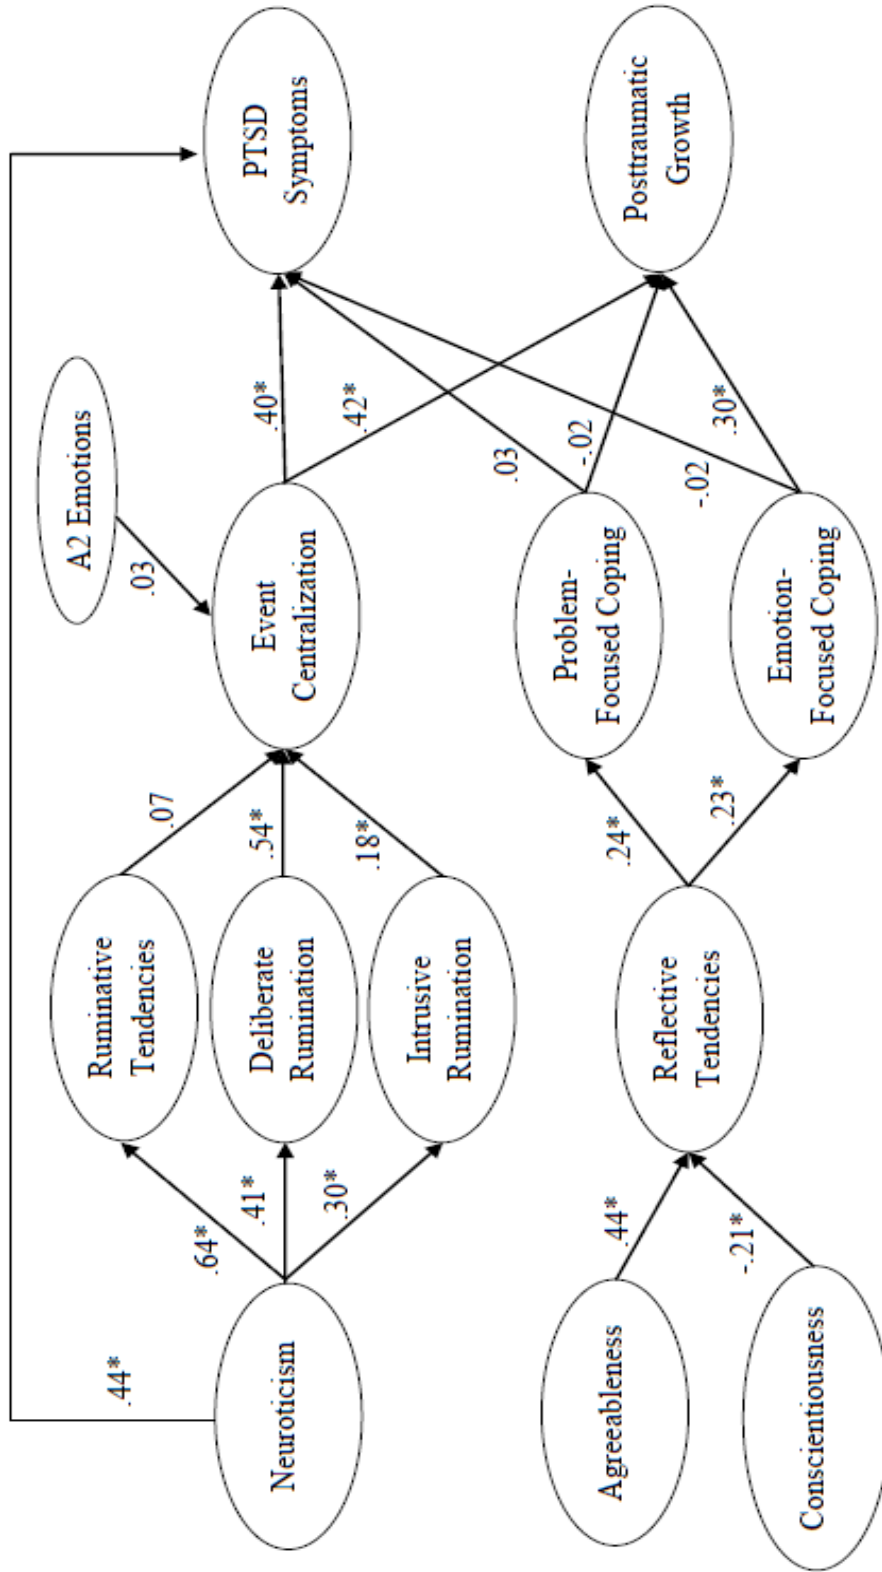 .44*
A2 Emotions
.03
Neuroticism
.64*
.41*
.30*
Ruminative
Tendencies
Deliberate
Rumination
Intrusive
Rumination
.07
.54*
.18*
Event
Centralization
.40*
.42*
PTSD
Symptoms
Agreeableness
Conscientiousness
.44*
-.21*
Reflective
Tendencies
.24*
.23*
Problem-
Focused Coping
Emotion-
Focused Coping
.03
-.02
-.02
.30*
Posttraumatic
Growth